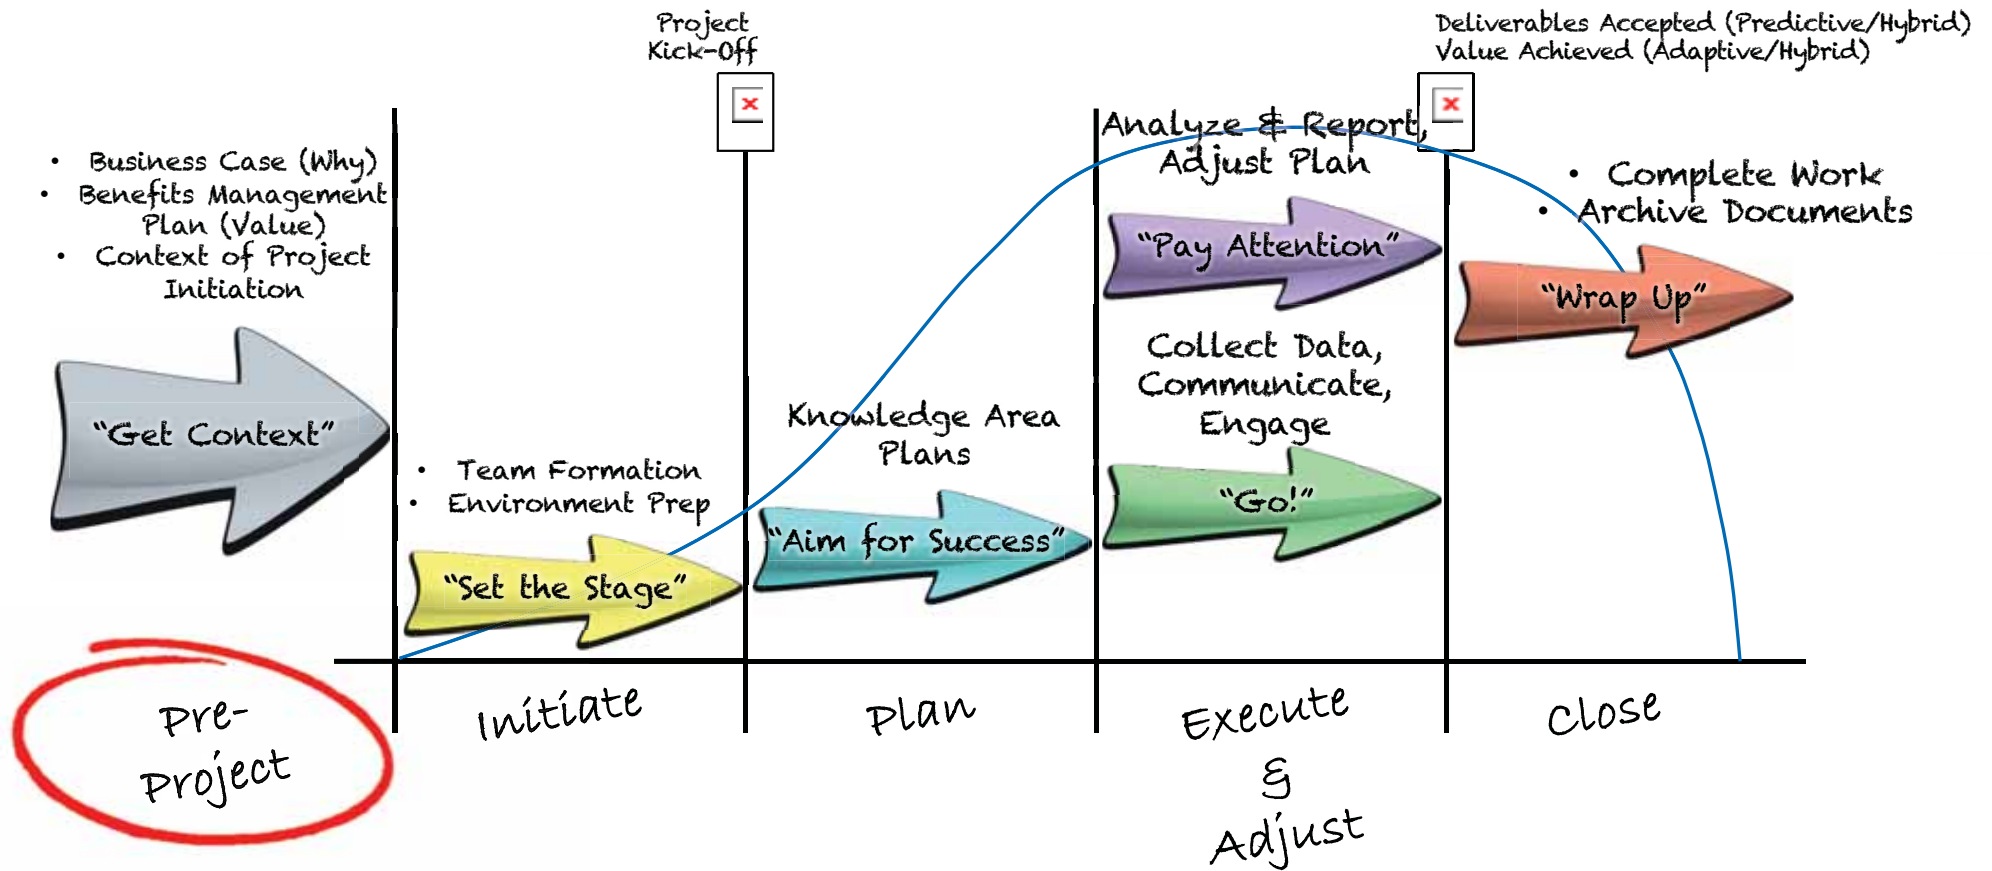 Project
Kick-Off
Deliverables Accepted (Predictive/Hybrid)
Value Achieved (Adaptive/Hybrid)
• Business Case (Why)
• Benefits Management
Plan (Value)
• Context of Project
Initiation
"Get Context"
• Team Formation
• Environment Prep
"Set the Stage"
Knowledge Area
Plans
"Aim for Success"
Analyze & Report,
Adjust Plan
"Pay Attention"
Collect Data,
Communicate,
Engage
"Go!"
• Complete Work
• Archive Documents
"Wrap Up"
Pre-
Project
Initiate
Plan
Execute
&
Adjust
Close